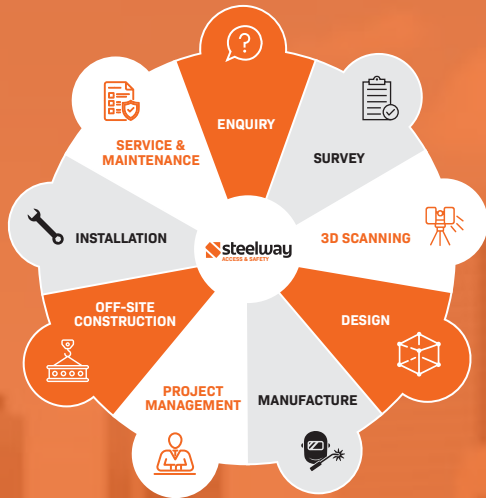 ENQUIRY
SURVEY
3D SCANNING
DESIGN
MANUFACTURE
PROJECT
MANAGEMENT
OFF-SITE
CONSTRUCTION
INSTALLATION
SERVICE &
MAINTENANCE
steelway
ACCESS & SAFETY